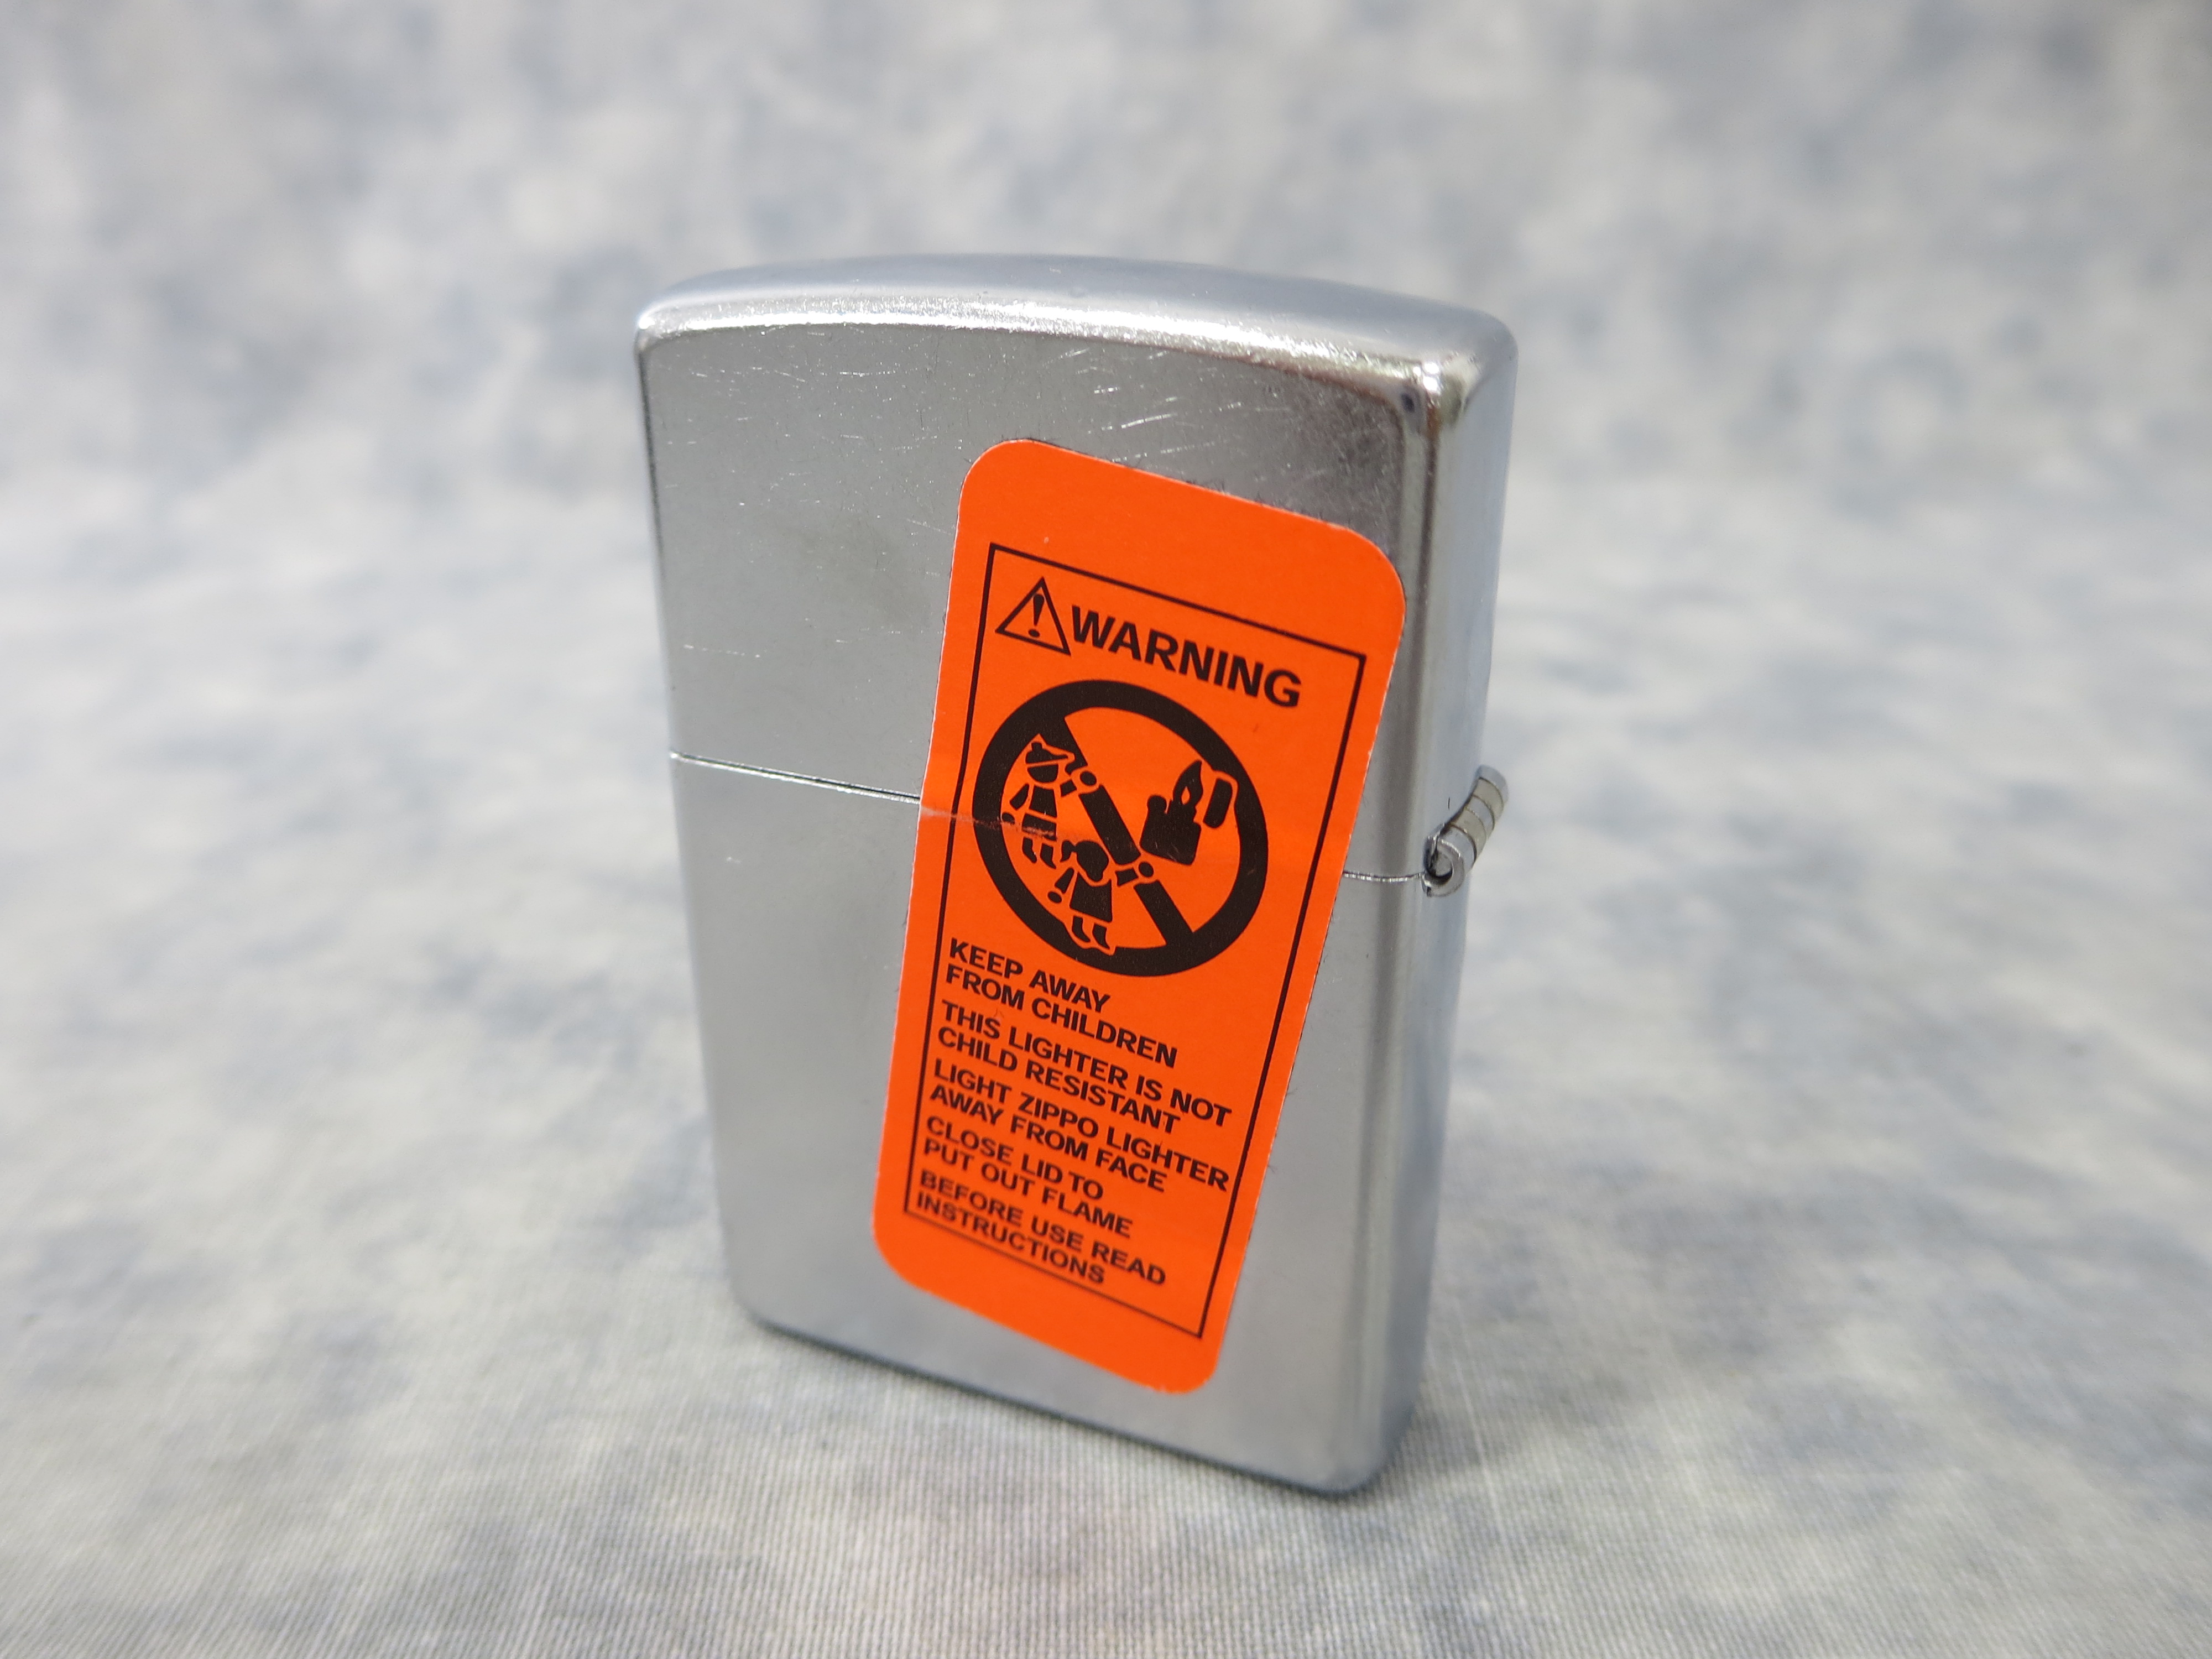 WARNING
KEEP AWAY
FROM CHILDREN
THIS LIGHTER IS NOT
CHILD RESISTANT
LIGHT ZIPPO LIGHTER
AWAY FROM FACE
CLOSE LID TO
PUT OUT FLAME
BEFORE USE READ
INSTRUCTIONS